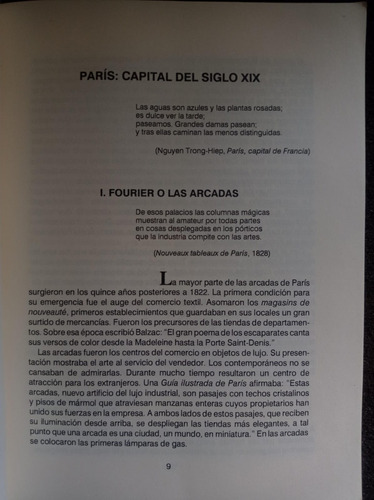 PARÍS: CAPITAL DEL SIGLO XIX
Las aguas son azules y las plantas rosadas;
es dulce ver la tarde;
paseamos. Grandes damas pasean;
y tras ellas caminan las menos distinguidas.
(Nguyen Trong-Hiep, París, capital de Francia)
I. FOURIER O LAS ARCADAS
De esos palacios las columnas mágicas
muestran al amateur por todas partes
en cosas desplegadas en los pórticos
que la industria compite con las artes.
(Nouveaux tableaux de París, 1828)
La mayor parte de las arcadas de París
surgieron en los quince años posteriores a 1822. La primera condición para
su emergencia fue el auge del comercio textil. Asomaron los magasins de
nouveauté, primeros establecimientos que guardaban en sus locales un gran
surtido de mercancías. Fueron los precursores de las tiendas de departamen-
tos. Sobre esa época escribió Balzac: "El gran poema de los escaparates canta
sus versos de color desde la Madeleine hasta la Porte Saint-Denis."
Las arcadas fueron los centros del comercio en objetos de lujo. Su pre-
sentación mostraba el arte al servicio del vendedor. Los contemporáneos no se
cansaban de admirarlas. Durante mucho tiempo resultaron un centro de
atracción para los extranjeros. Una Guía ilustrada de París afirmaba: "Estas
arcadas, nuevo artificio del lujo industrial, son pasajes con techos cristalinos
y pisos de mármol que atraviesan manzanas enteras cuyos propietarios han
unido sus fuerzas en la empresa. A ambos lados de estos pasajes, que reciben
su iluminación desde arriba, se despliegan las tiendas más elegantes, a tal
punto que una arcada es una ciudad, un mundo, en miniatura." En las arcadas
se colocaron las primeras lámparas de gas.
9